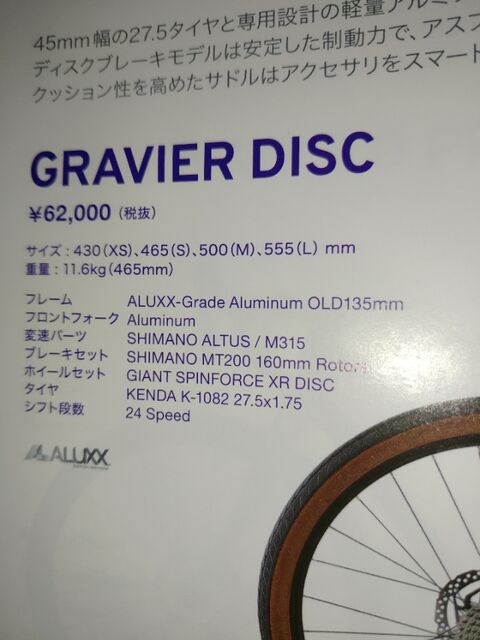 45mm幅の27.5タイヤと専用設計の軽量アルミ
ディスクブレーキモデルは安定した制動力で、アスフ
クッション性を高めたサドルはアクセサリをスマート
GRAVIER DISC
¥62,000（税抜）
サイズ : 430(XS)、465(S)、500(M)、555(L) mm
重量 : 11.6kg(465mm)
フレーム ALUXX-Grade Aluminum OLD135mm
フロントフォーク Aluminum
変速パーツ SHIMANO ALTUS / M315
ブレーキセット SHIMANO MT200 160mm Rotors
ホイールセット GIANT SPINFORCE XR DISC
タイヤ KENDA K-1082 27.5x1.75
シフト段数 24 Speed
ALUXX